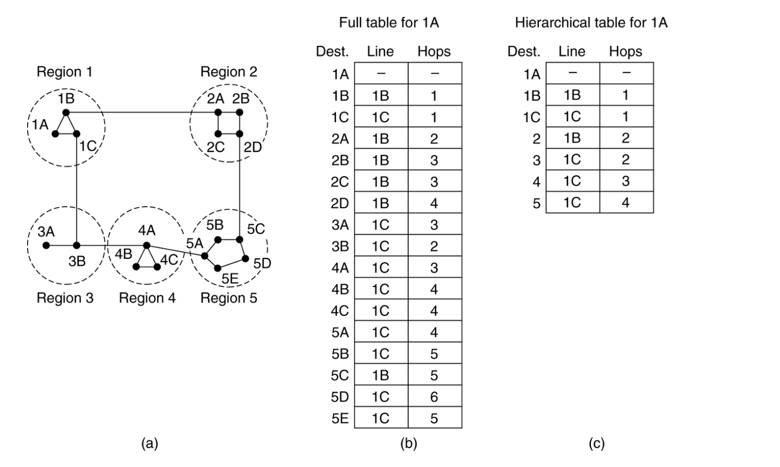 Full table for 1A
Hierarchical table for 1A
Dest. Line Hops
Dest. Line Hops
Region 1
Region 2
1B
2A 2B
1A
1C
2C
2D
3A
3B
4A
4B
4C
5B
5C
5A
5D
5E
Region 3
Region 4
Region 5
1A – –
1B 1B 1
1C 1C 1
2A 1B 2
2B 1B 3
2C 1B 3
2D 1B 4
3A 1C 3
3B 1C 2
4A 1C 3
4B 1C 4
4C 1C 4
5A 1C 4
5B 1C 5
5C 1B 5
5D 1C 6
5E 1C 5
1A – –
1B 1B 1
1C 1C 1
2 1B 2
3 1C 2
4 1C 3
5 1C 4
(a)
(b)
(c)